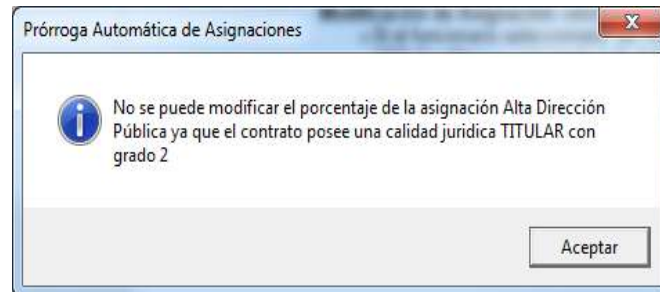 Prórroga Automática de Asignaciones
No se puede modificar el porcentaje de la asignación Alta Dirección
Pública ya que el contrato posee una calidad juridica TITULAR con
grado 2
Aceptar